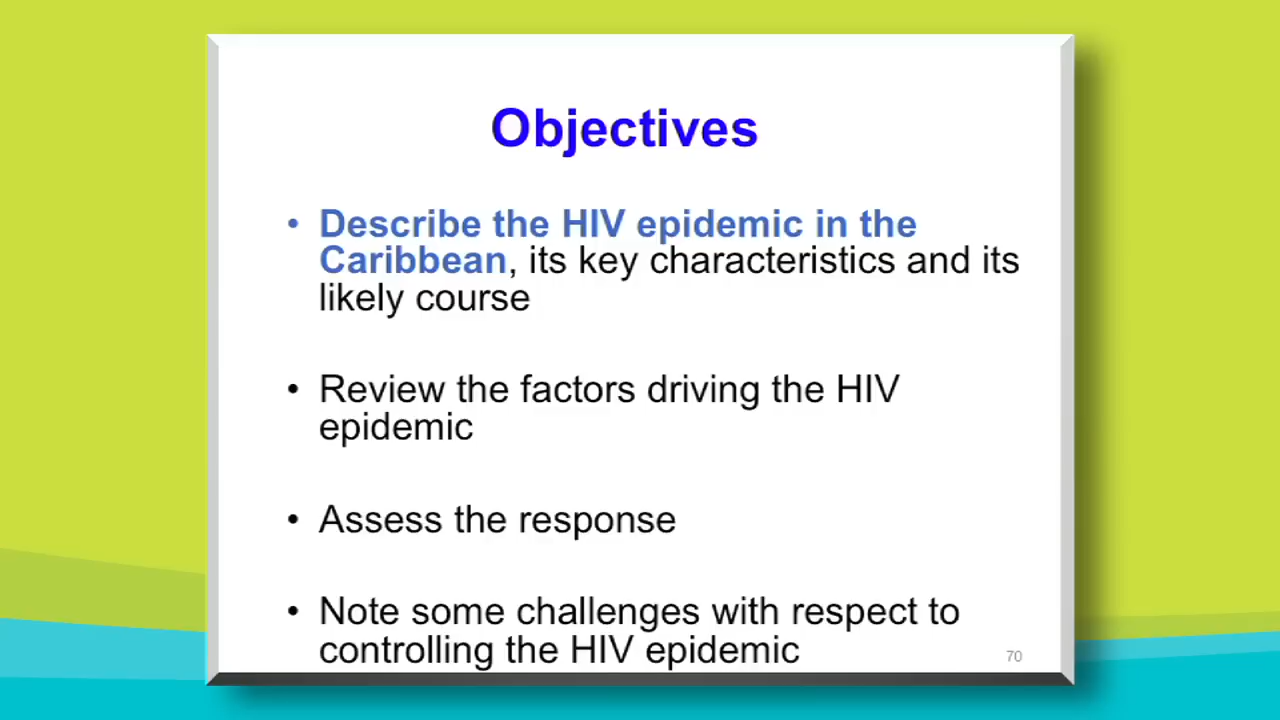 Objectives
• Describe the HIV epidemic in the
Caribbean, its key characteristics and its
likely course
• Review the factors driving the HIV
epidemic
• Assess the response
• Note some challenges with respect to
controlling the HIV epidemic
70